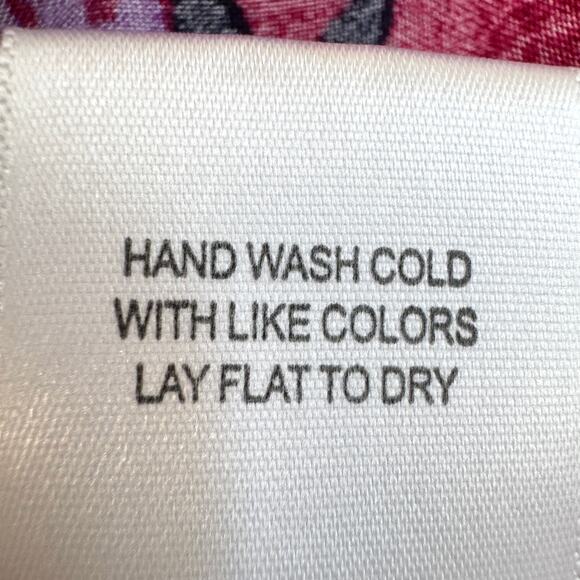 HAND WASH COLD
WITH LIKE COLORS
LAY FLAT TO DRY